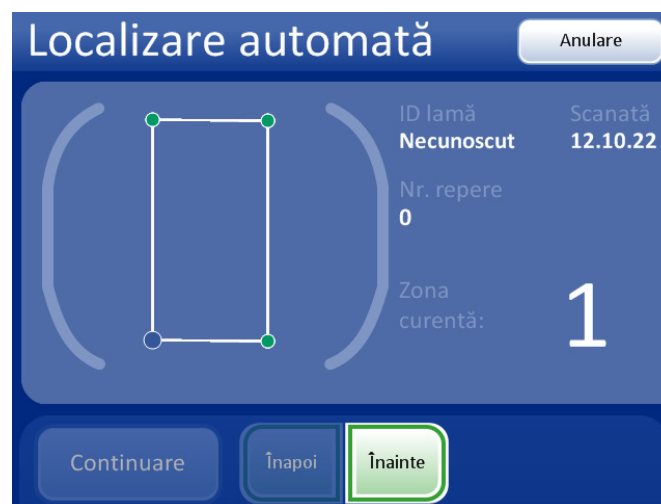 Localizare automată
Anulare
ID lamă
Scanată
Necunoscut
12.10.22
Nr. repere
0
Zona
curentă:
1
Continuare
Înapoi
Înainte